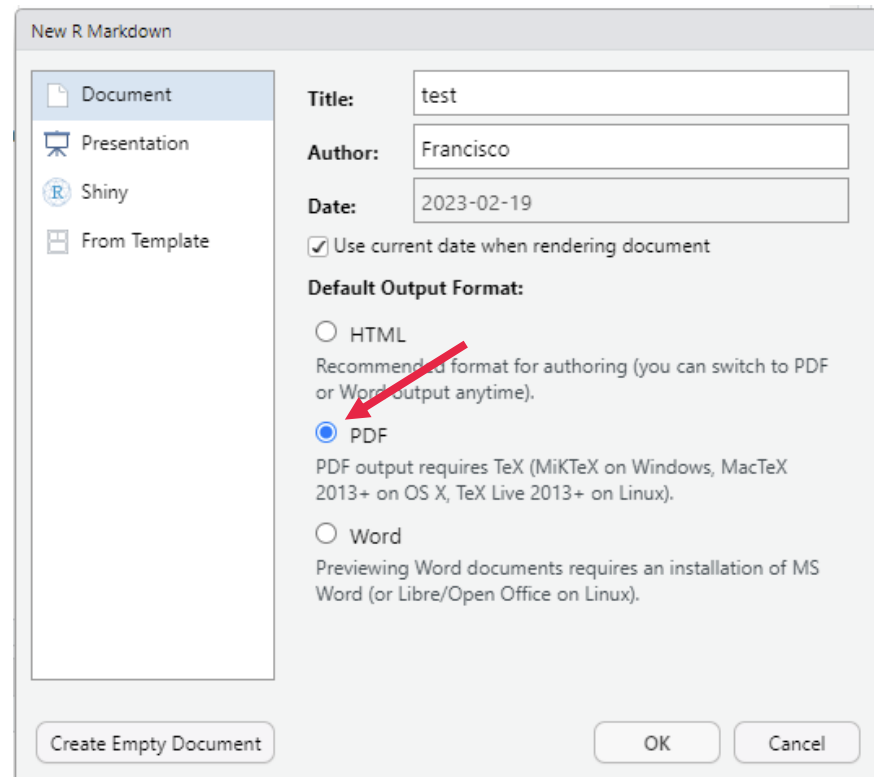 New R Markdown
Document
Presentation
R Shiny
From Template
Title: test
Author: Francisco
Date: 2023-02-19
Use current date when rendering document
Default Output Format:
HTML
Recommended format for authoring (you can switch to PDF
or Word output anytime).
PDF
PDF output requires TeX (MiKTeX on Windows, MacTeX
2013+ on OS X, TeX Live 2013+ on Linux).
Word
Previewing Word documents requires an installation of MS
Word (or Libre/Open Office on Linux).
Create Empty Document
OK
Cancel